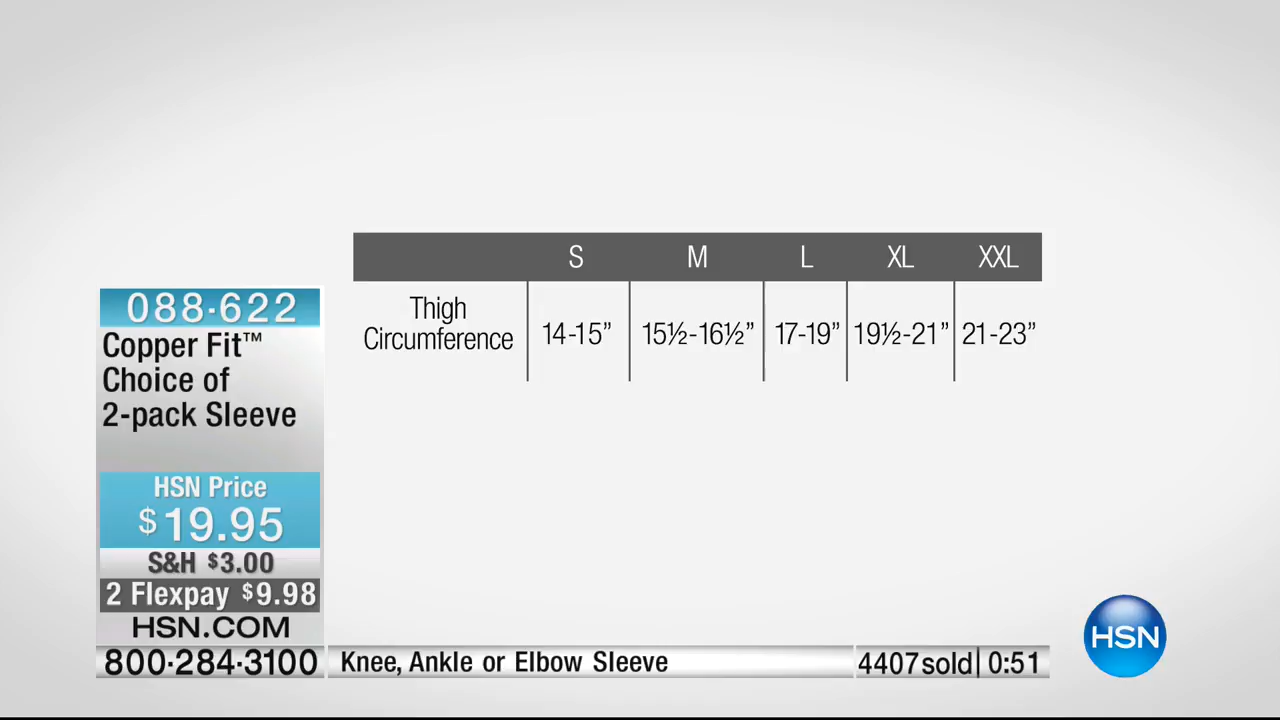 S M L XL XXL
Thigh
Circumference
14-15” 15½-16½” 17-19” 19½-21” 21-23”
088·622
Copper Fit™
Choice of
2-pack Sleeve
HSN Price
$19.95
S&H $3.00
2 Flexpay $9.98
HSN.COM
800·284·3100
Knee, Ankle or Elbow Sleeve
4407 sold 0:51
HSN